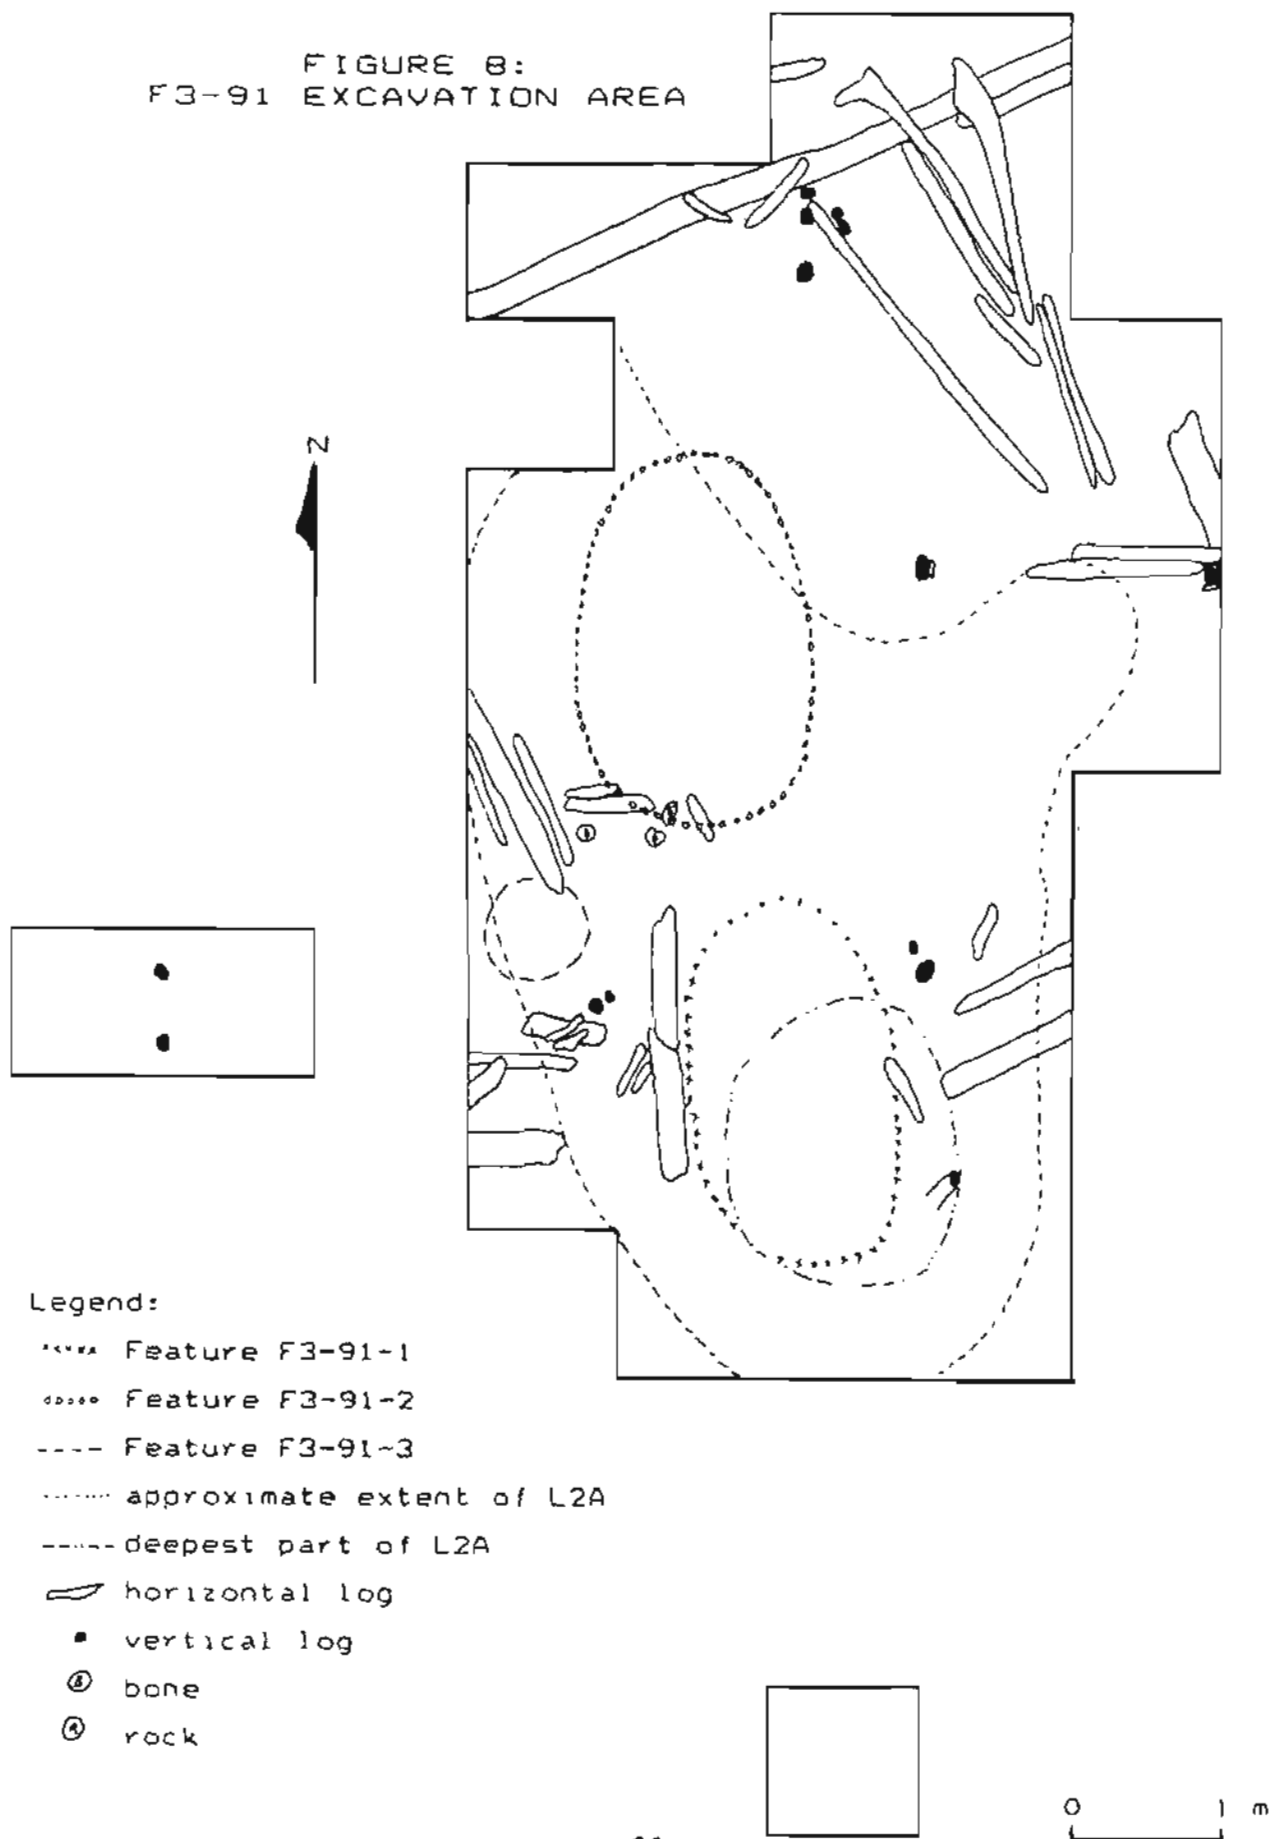 FIGURE 8:
F3-91 EXCAVATION AREA
N
Legend:
Feature F3-91-1
Feature F3-91-2
Feature F3-91-3
approximate extent of L2A
deepest part of L2A
horizontal log
vertical log
B bone
R rock
0 1 m